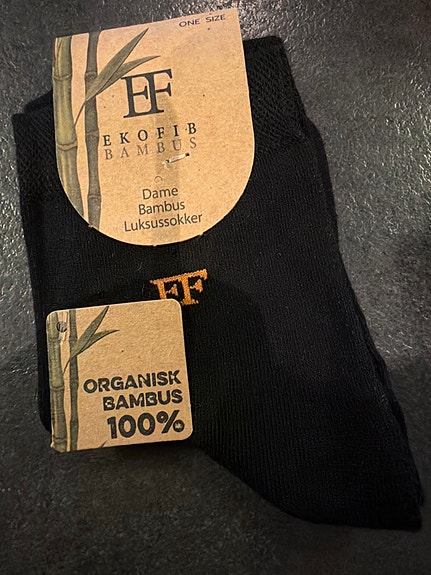 ONE SIZE
EF
EKOFIB
BAMBUS
Dame
Bambus
Luksussokker
EF
ORGANISK
BAMBUS
100%